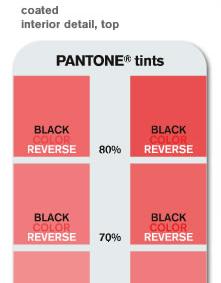 coated
interior detail, top
PANTONE® tints
BLACK BLACK
COLOR COLOR
REVERSE 80% REVERSE
BLACK BLACK
COLOR COLOR
REVERSE 70% REVERSE